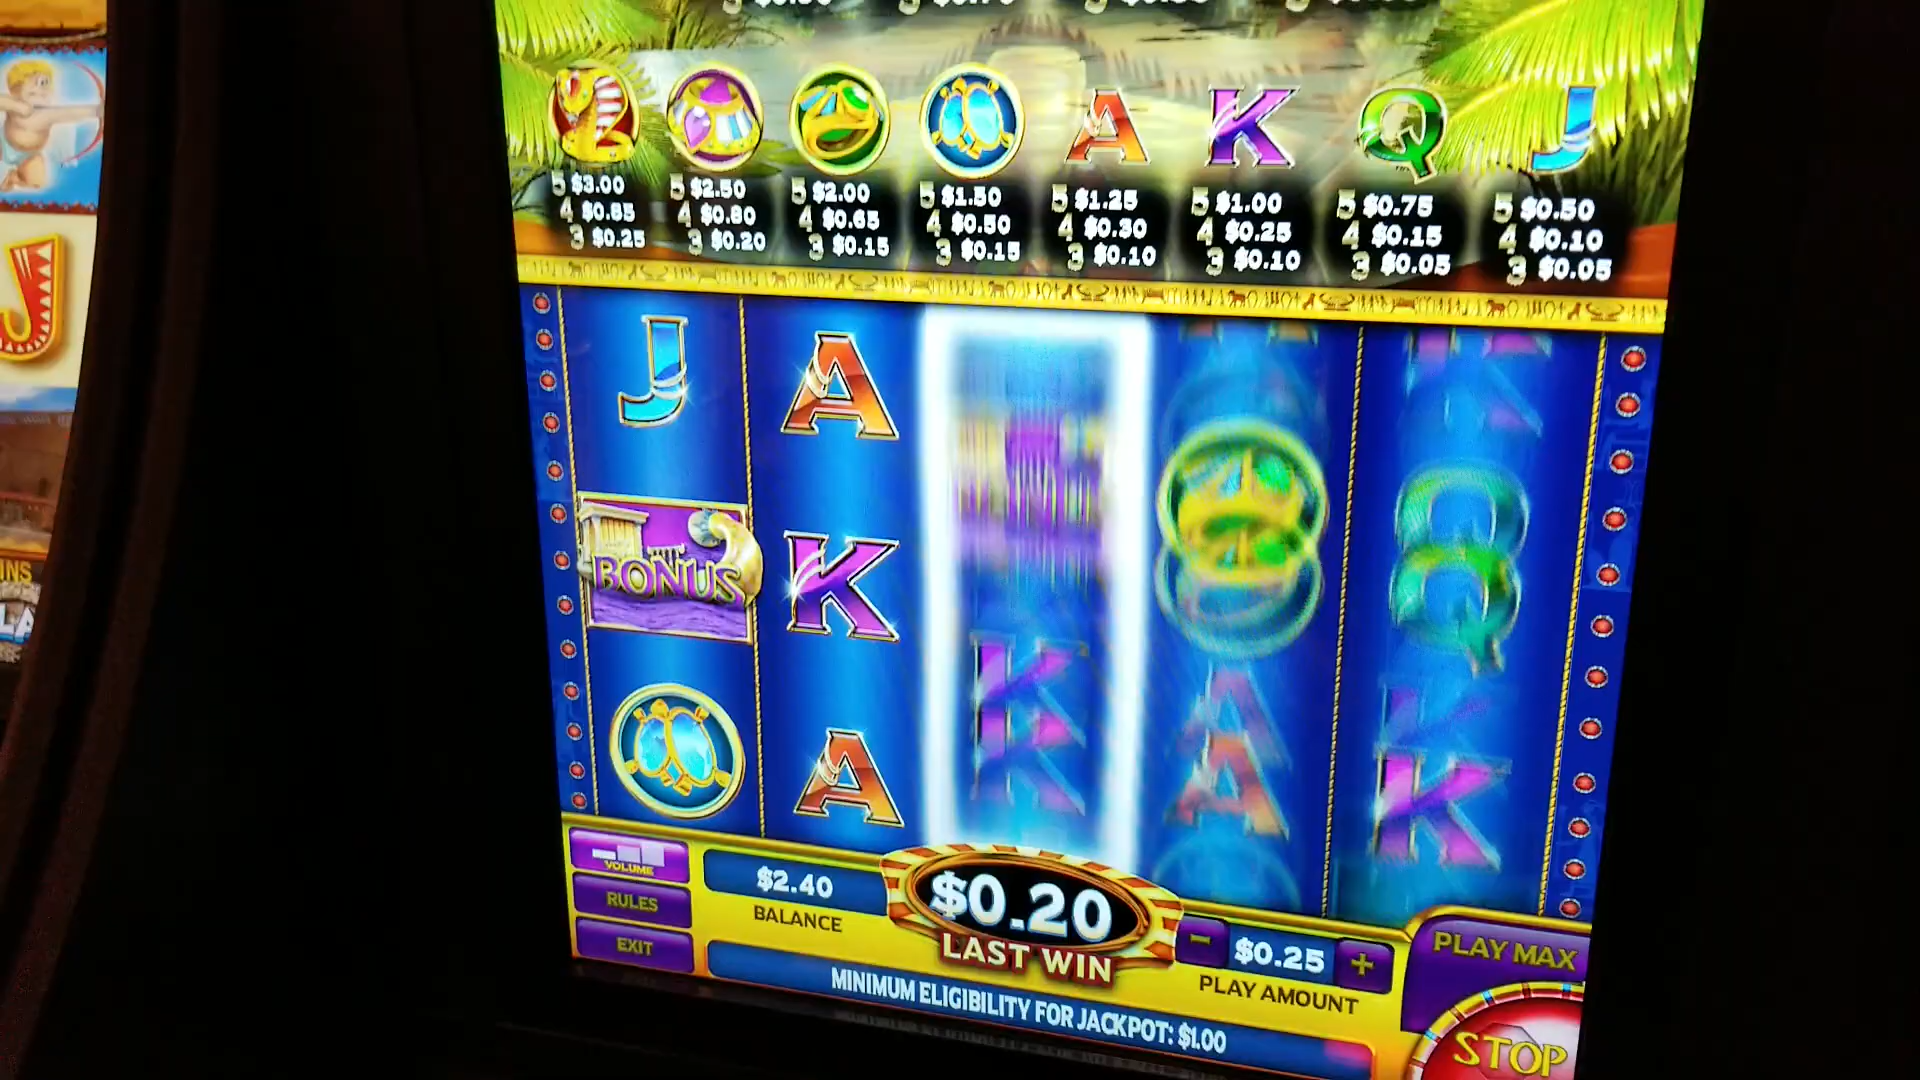 A K Q J
5 $3.00 5 $2.50 5 $2.00 5 $1.50 5 $1.25 5 $1.00 5 $0.75 5 $0.50
4 $0.85 4 $0.80 4 $0.65 4 $0.50 4 $0.30 4 $0.25 4 $0.15 4 $0.10
3 $0.25 3 $0.20 3 $0.15 3 $0.15 3 $0.10 3 $0.10 3 $0.05 3 $0.05
J
J A
BONUS K Q
K
A A K
VOLUME
RULES
EXIT
$2.40
BALANCE
$0.20
LAST WIN
- $0.25 +
PLAY AMOUNT
PLAY MAX
STOP
MINIMUM ELIGIBILITY FOR JACKPOT: $1.00